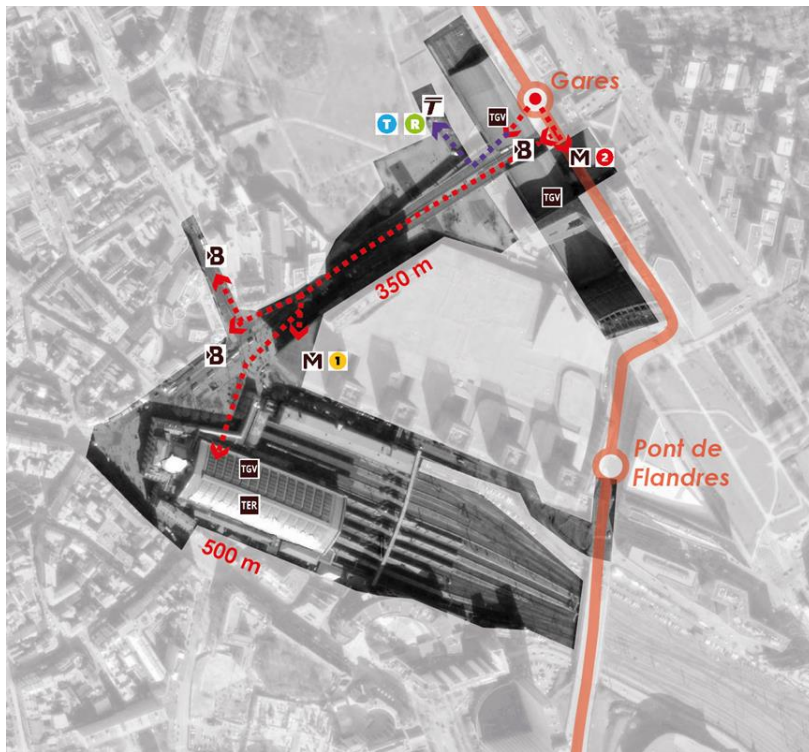 Gares
T
T R
TGV
B
M 2
TGV
B
350 m
B
M 1
Pont de
Flandres
TGV
TER
500 m